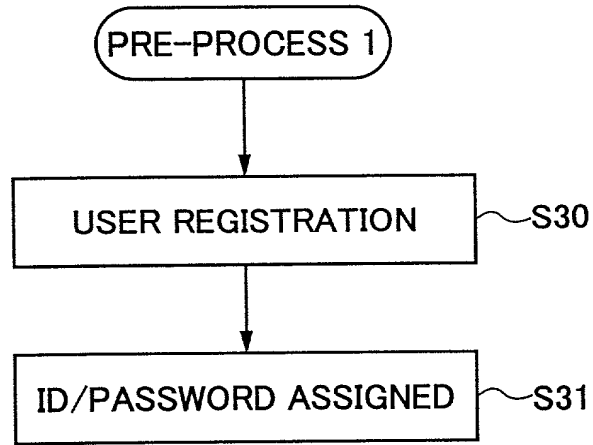 PRE-PROCESS 1
USER REGISTRATION
S30
ID/PASSWORD ASSIGNED
S31